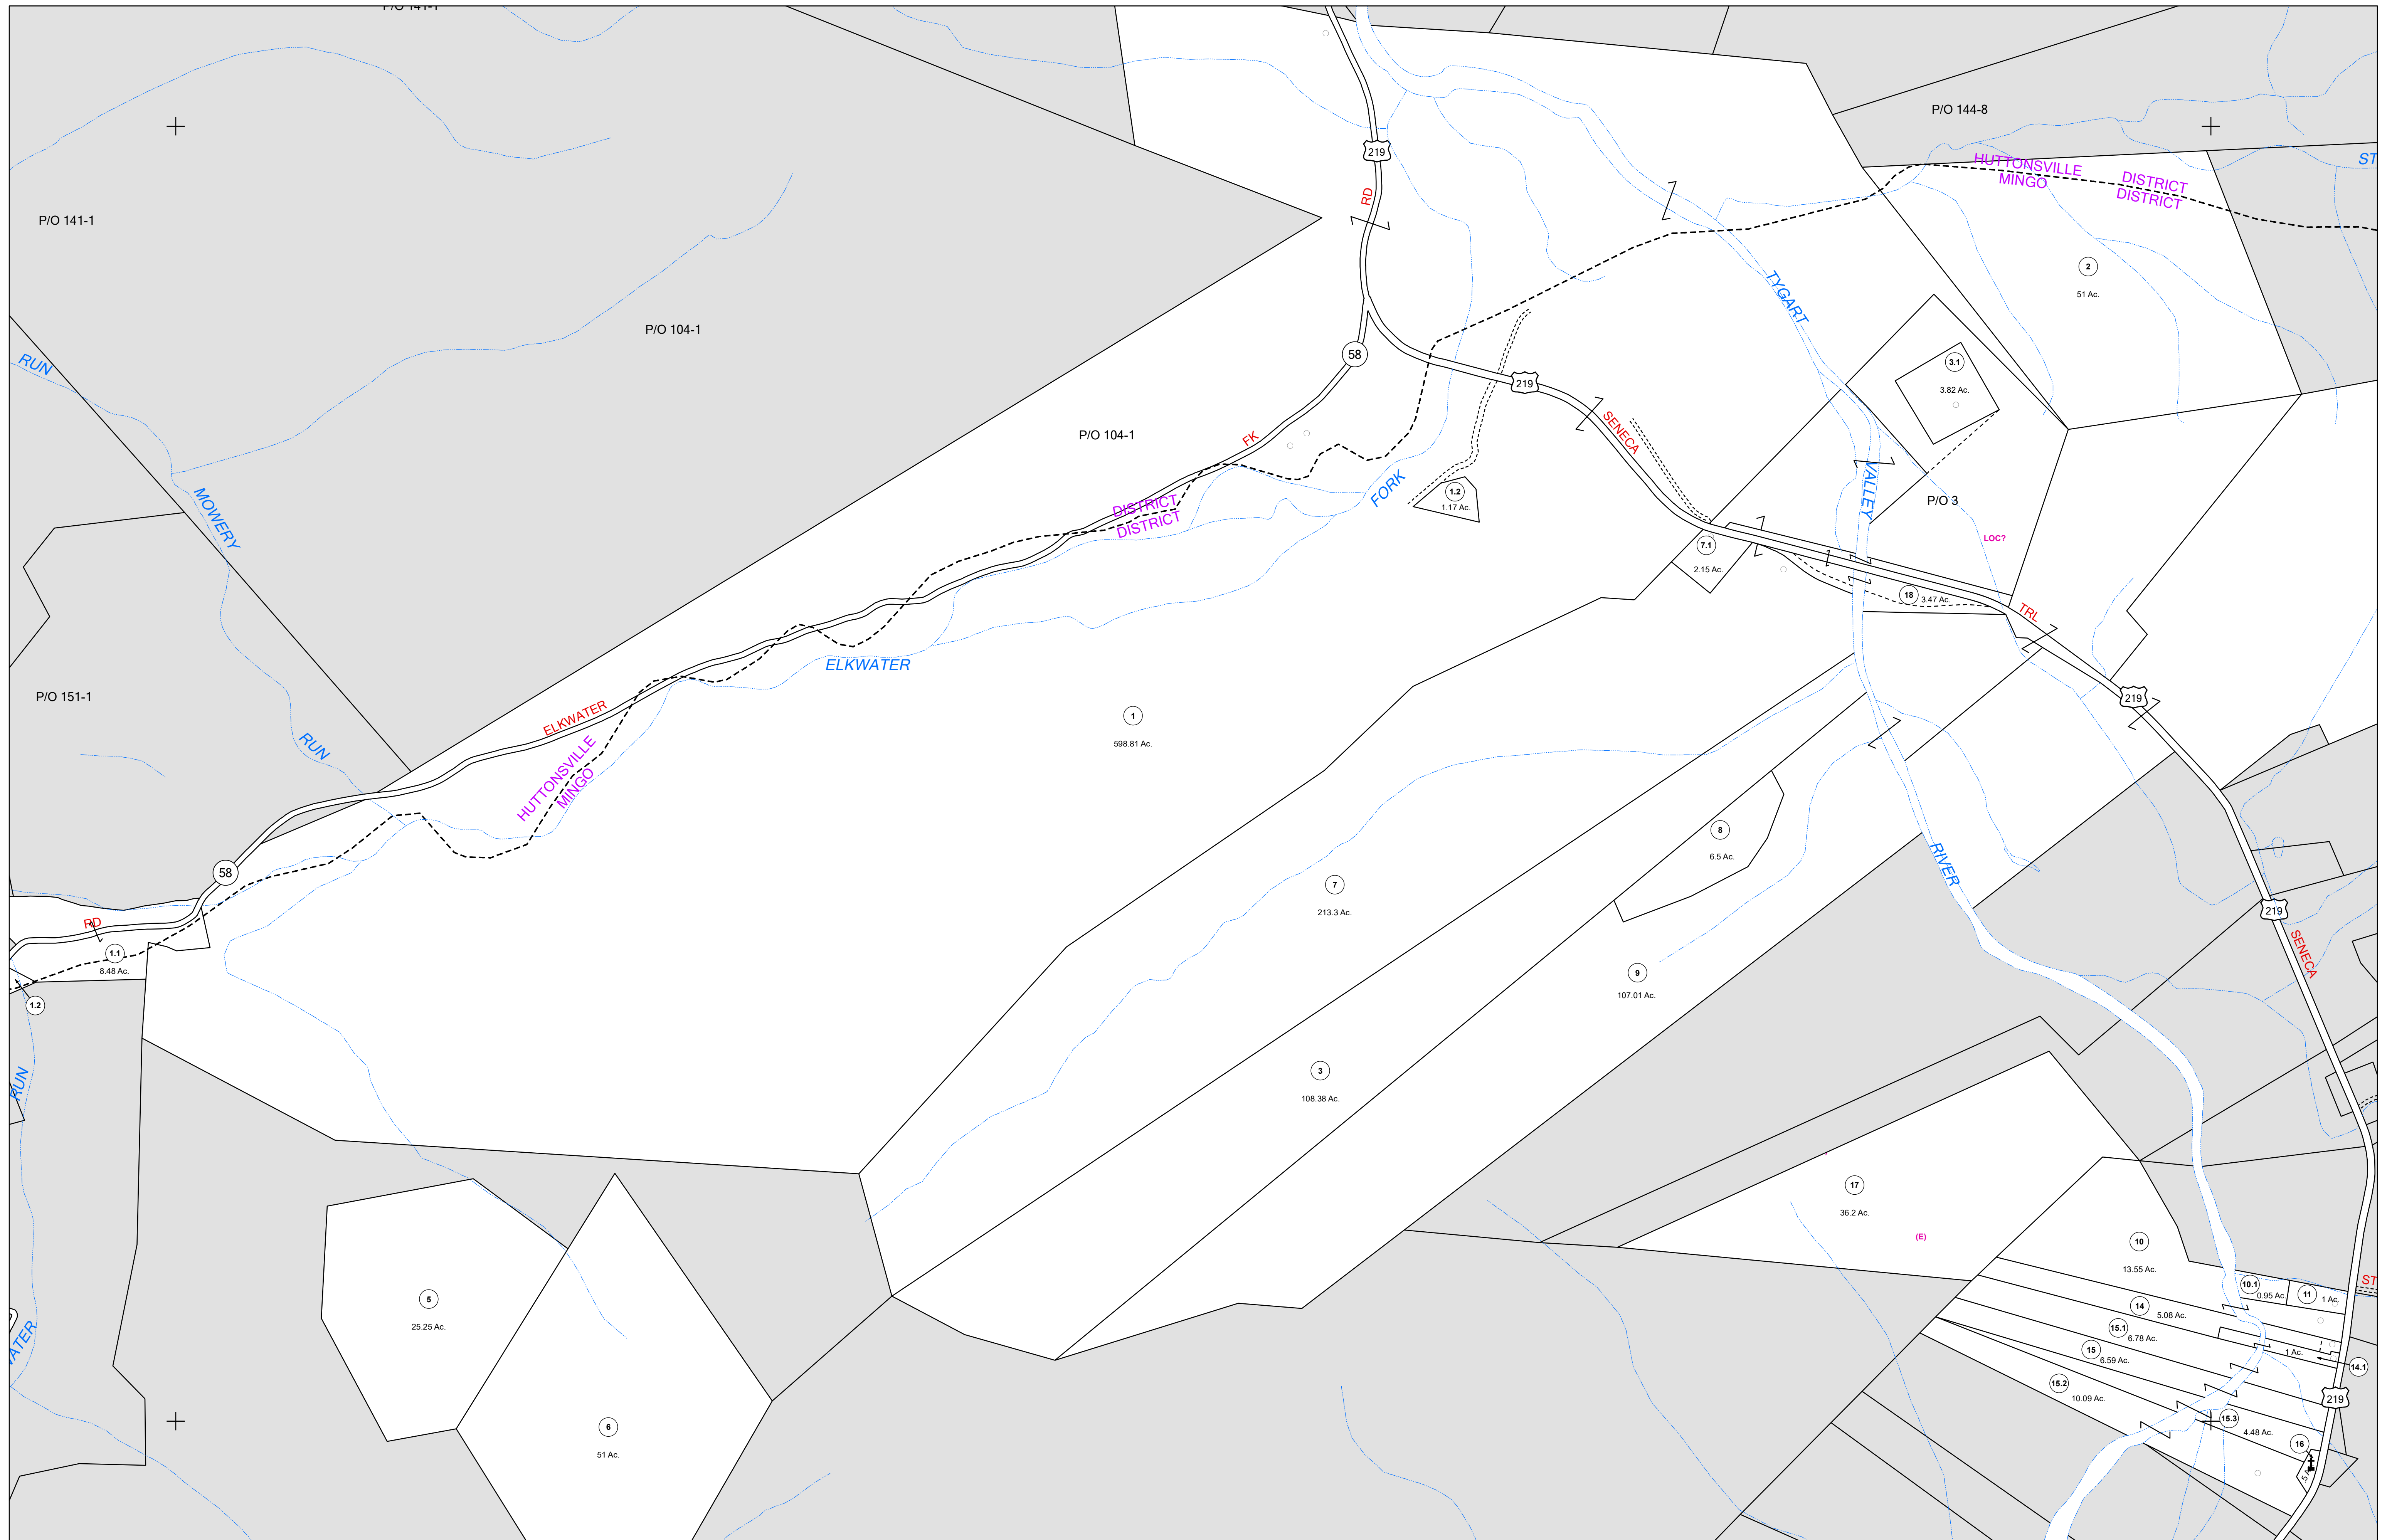 P/O 141-1
P/O 144-8
219
HUTTONSVILLE DISTRICT
MINGO DISTRICT
ST
RD
P/O 141-1
2
51 Ac.
TYGART
P/O 104-1
58
219
RUN
3.1
3.82 Ac.
SENECA
P/O 104-1
FK
FORK
VALLEY
1.2
1.17 Ac.
P/O 3
DISTRICT
DISTRICT
MOWERY
LOC?
7.1
2.15 Ac.
18
3.47 Ac.
TRL
ELKWATER
P/O 151-1
219
ELKWATER
1
598.81 Ac.
RUN
HUTTONSVILLE
MINGO
8
6.5 Ac.
58
RIVER
7
213.3 Ac.
219
RD
SENECA
1.1
8.48 Ac.
9
107.01 Ac.
1.2
RUN
3
108.38 Ac.
17
36.2 Ac.
(E)
10
13.55 Ac.
ST
10.1
0.95 Ac.
11
1 Ac.
5
25.25 Ac.
14
5.08 Ac.
15.1
6.78 Ac.
15
6.59 Ac.
1 Ac.
14.1
WATER
15.2
10.09 Ac.
219
15.3
4.48 Ac.
6
51 Ac.
16